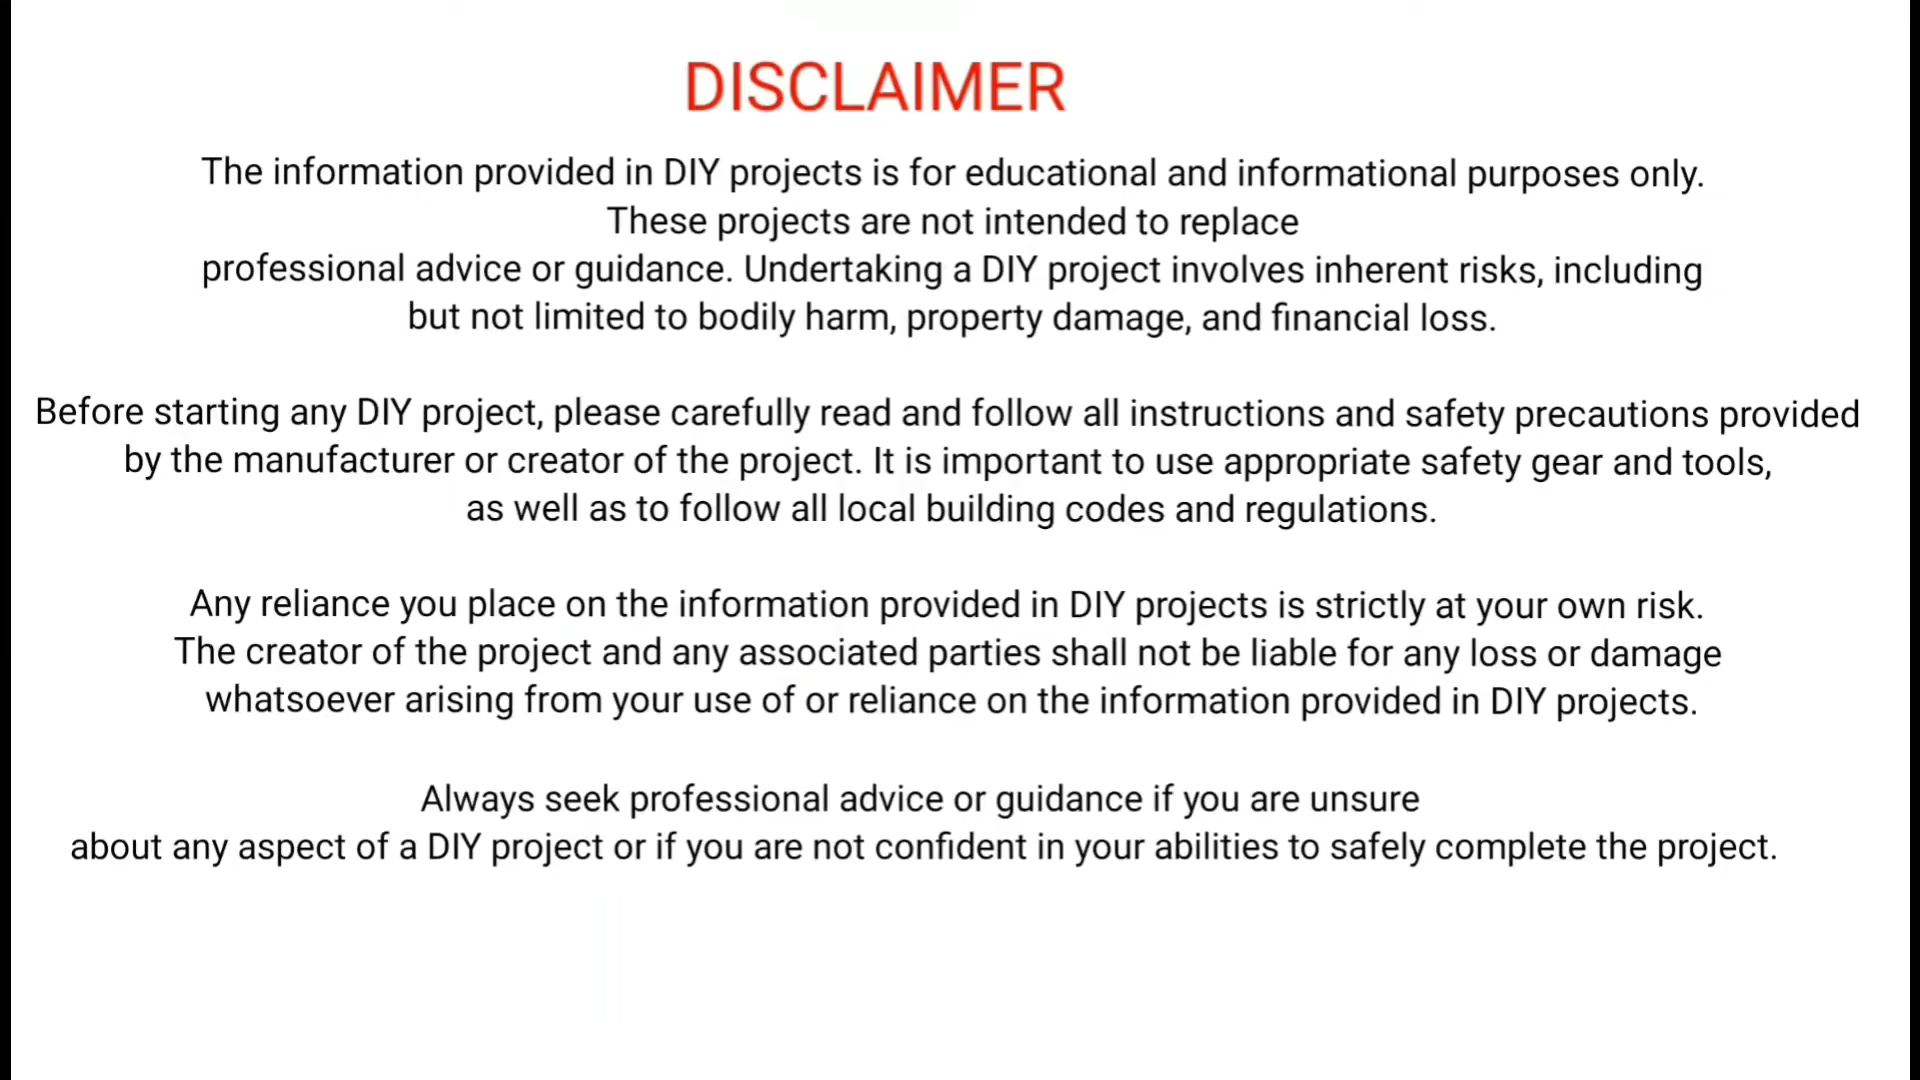 DISCLAIMER
The information provided in DIY projects is for educational and informational purposes only.
These projects are not intended to replace
professional advice or guidance. Undertaking a DIY project involves inherent risks, including
but not limited to bodily harm, property damage, and financial loss.
Before starting any DIY project, please carefully read and follow all instructions and safety precautions provided
by the manufacturer or creator of the project. It is important to use appropriate safety gear and tools,
as well as to follow all local building codes and regulations.
Any reliance you place on the information provided in DIY projects is strictly at your own risk.
The creator of the project and any associated parties shall not be liable for any loss or damage
whatsoever arising from your use of or reliance on the information provided in DIY projects.
Always seek professional advice or guidance if you are unsure
about any aspect of a DIY project or if you are not confident in your abilities to safely complete the project.